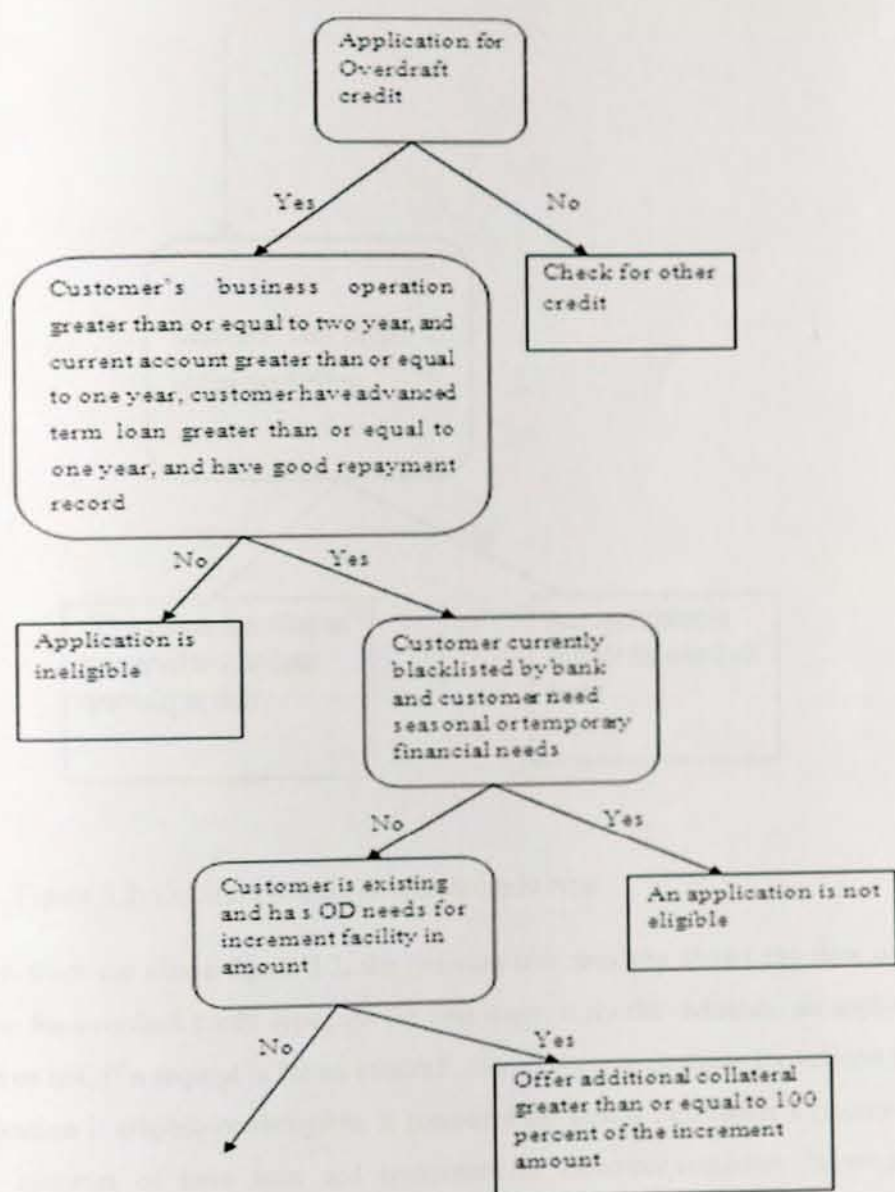 Application for
Overdraft
credit
Yes
No
Customer's business operation
greater than or equal to two year, and
current account greater than or equal
to one year, customer have advanced
term loan greater than or equal to
one year, and have good repayment
record
Check for other
credit
No
Yes
Application is
ineligible
Customer currently
blacklisted by bank
and customer need
seasonal or temporary
financial needs
No
Yes
Customer is existing
and has OD needs for
increment facility in
amount
An application is not
eligible
No
Yes
Offer additional collateral
greater than or equal to 100
percent of the increment
amount